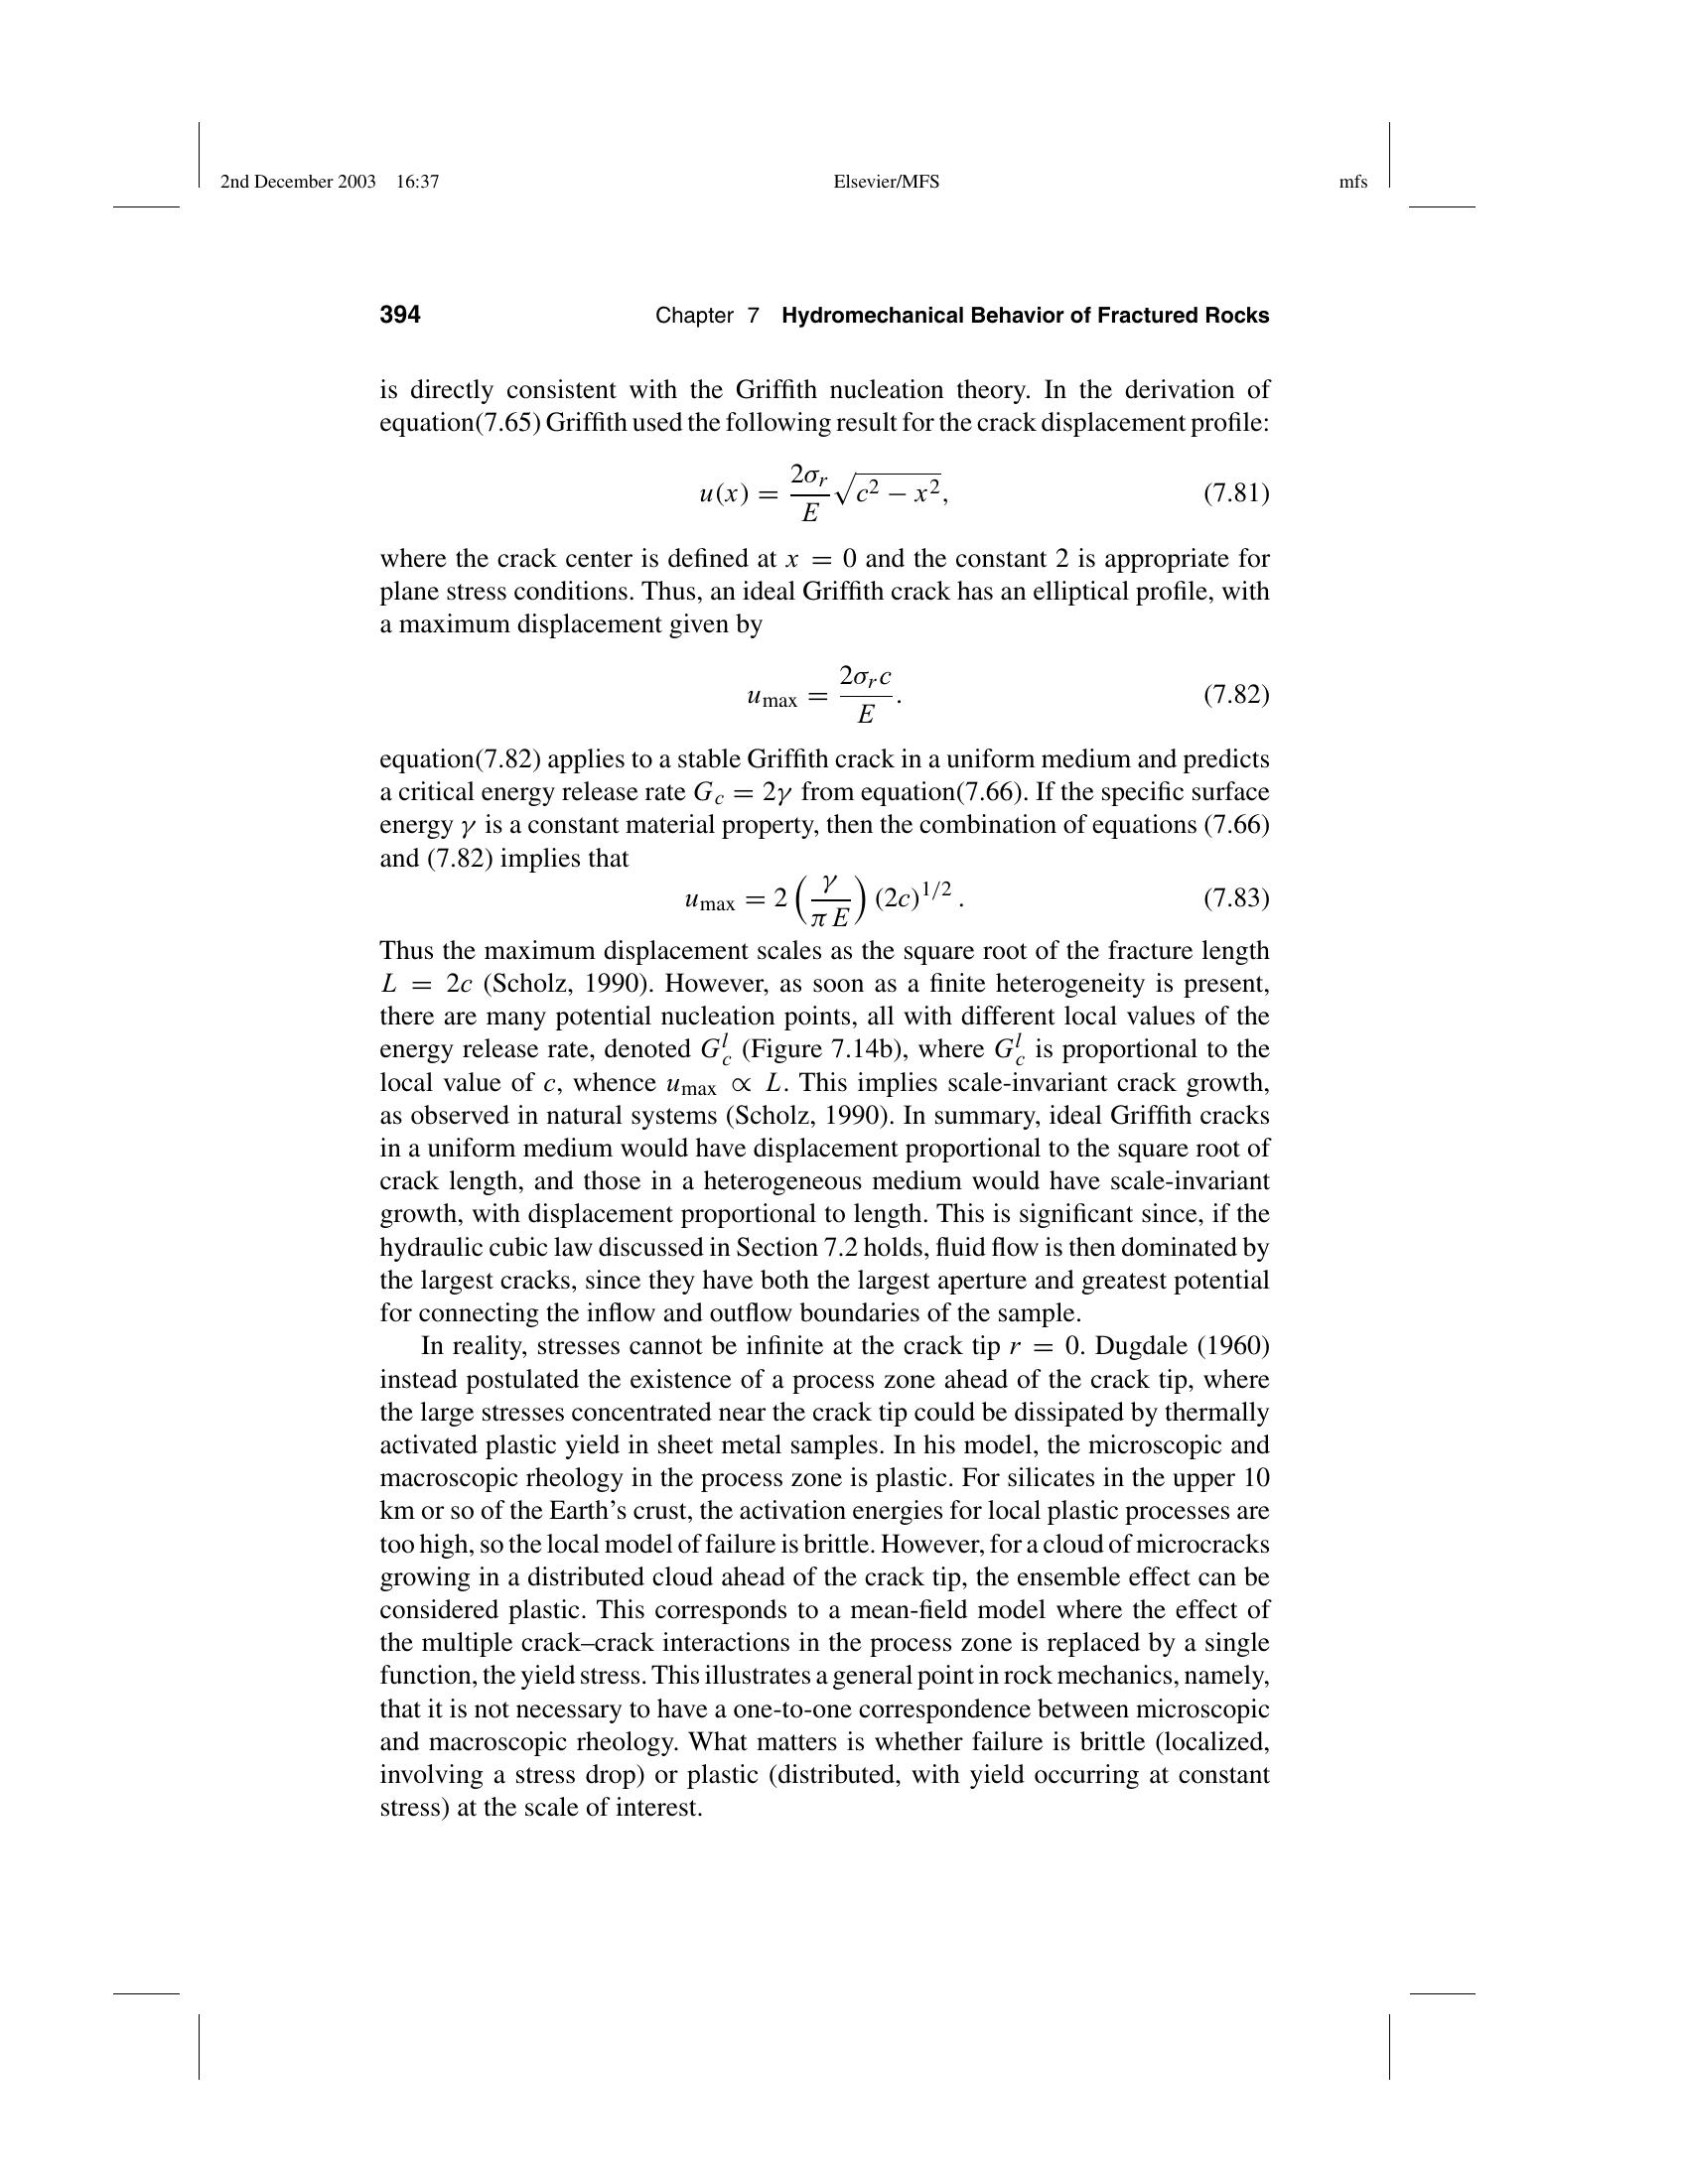 2nd December 2003 16:37 Elsevier/MFS mfs
394 Chapter 7 Hydromechanical Behavior of Fractured Rocks
is directly consistent with the Griffith nucleation theory. In the derivation of
equation(7.65) Griffith used the following result for the crack displacement profile:
u(x) = \frac{2σ_r}{E} \sqrt{c^2 − x^2}, (7.81)
where the crack center is defined at x = 0 and the constant 2 is appropriate for
plane stress conditions. Thus, an ideal Griffith crack has an elliptical profile, with
a maximum displacement given by
u_{max} = \frac{2σ_r c}{E}. (7.82)
equation(7.82) applies to a stable Griffith crack in a uniform medium and predicts
a critical energy release rate G_c = 2γ from equation(7.66). If the specific surface
energy γ is a constant material property, then the combination of equations (7.66)
and (7.82) implies that
u_{max} = 2 (\frac{γ}{π E}) (2c)^{1/2} . (7.83)
Thus the maximum displacement scales as the square root of the fracture length
L = 2c (Scholz, 1990). However, as soon as a finite heterogeneity is present,
there are many potential nucleation points, all with different local values of the
energy release rate, denoted G_c^l (Figure 7.14b), where G_c^l is proportional to the
local value of c, whence u_{max} ∝ L. This implies scale-invariant crack growth,
as observed in natural systems (Scholz, 1990). In summary, ideal Griffith cracks
in a uniform medium would have displacement proportional to the square root of
crack length, and those in a heterogeneous medium would have scale-invariant
growth, with displacement proportional to length. This is significant since, if the
hydraulic cubic law discussed in Section 7.2 holds, fluid flow is then dominated by
the largest cracks, since they have both the largest aperture and greatest potential
for connecting the inflow and outflow boundaries of the sample.
In reality, stresses cannot be infinite at the crack tip r = 0. Dugdale (1960)
instead postulated the existence of a process zone ahead of the crack tip, where
the large stresses concentrated near the crack tip could be dissipated by thermally
activated plastic yield in sheet metal samples. In his model, the microscopic and
macroscopic rheology in the process zone is plastic. For silicates in the upper 10
km or so of the Earth's crust, the activation energies for local plastic processes are
too high, so the local model of failure is brittle. However, for a cloud of microcracks
growing in a distributed cloud ahead of the crack tip, the ensemble effect can be
considered plastic. This corresponds to a mean-field model where the effect of
the multiple crack–crack interactions in the process zone is replaced by a single
function, the yield stress. This illustrates a general point in rock mechanics, namely,
that it is not necessary to have a one-to-one correspondence between microscopic
and macroscopic rheology. What matters is whether failure is brittle (localized,
involving a stress drop) or plastic (distributed, with yield occurring at constant
stress) at the scale of interest.